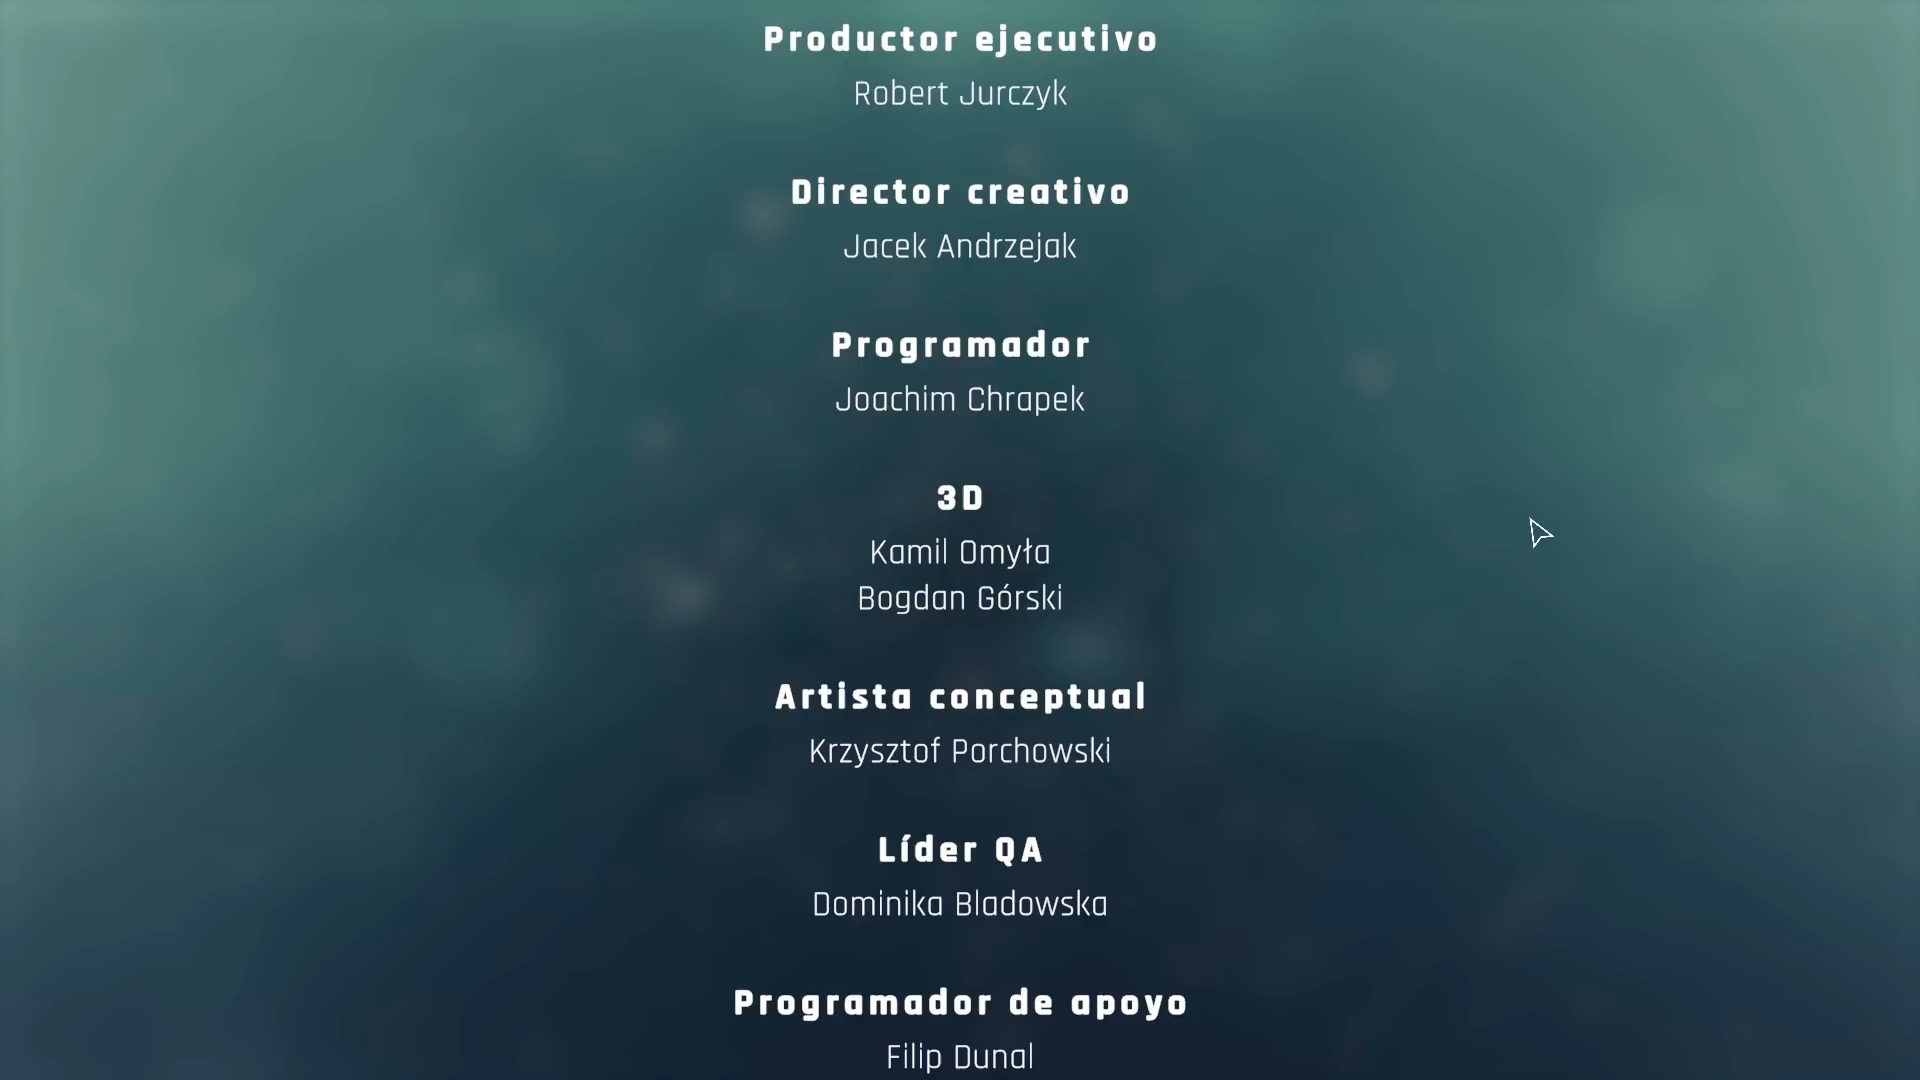 Productor ejecutivo
Robert Jurczyk
Director creativo
Jacek Andrzejak
Programador
Joachim Chrapek
3D
Kamil Omyła
Bogdan Górski
Artista conceptual
Krzysztof Porchowski
Líder QA
Dominika Bladowska
Programador de apoyo
Filip Dunal